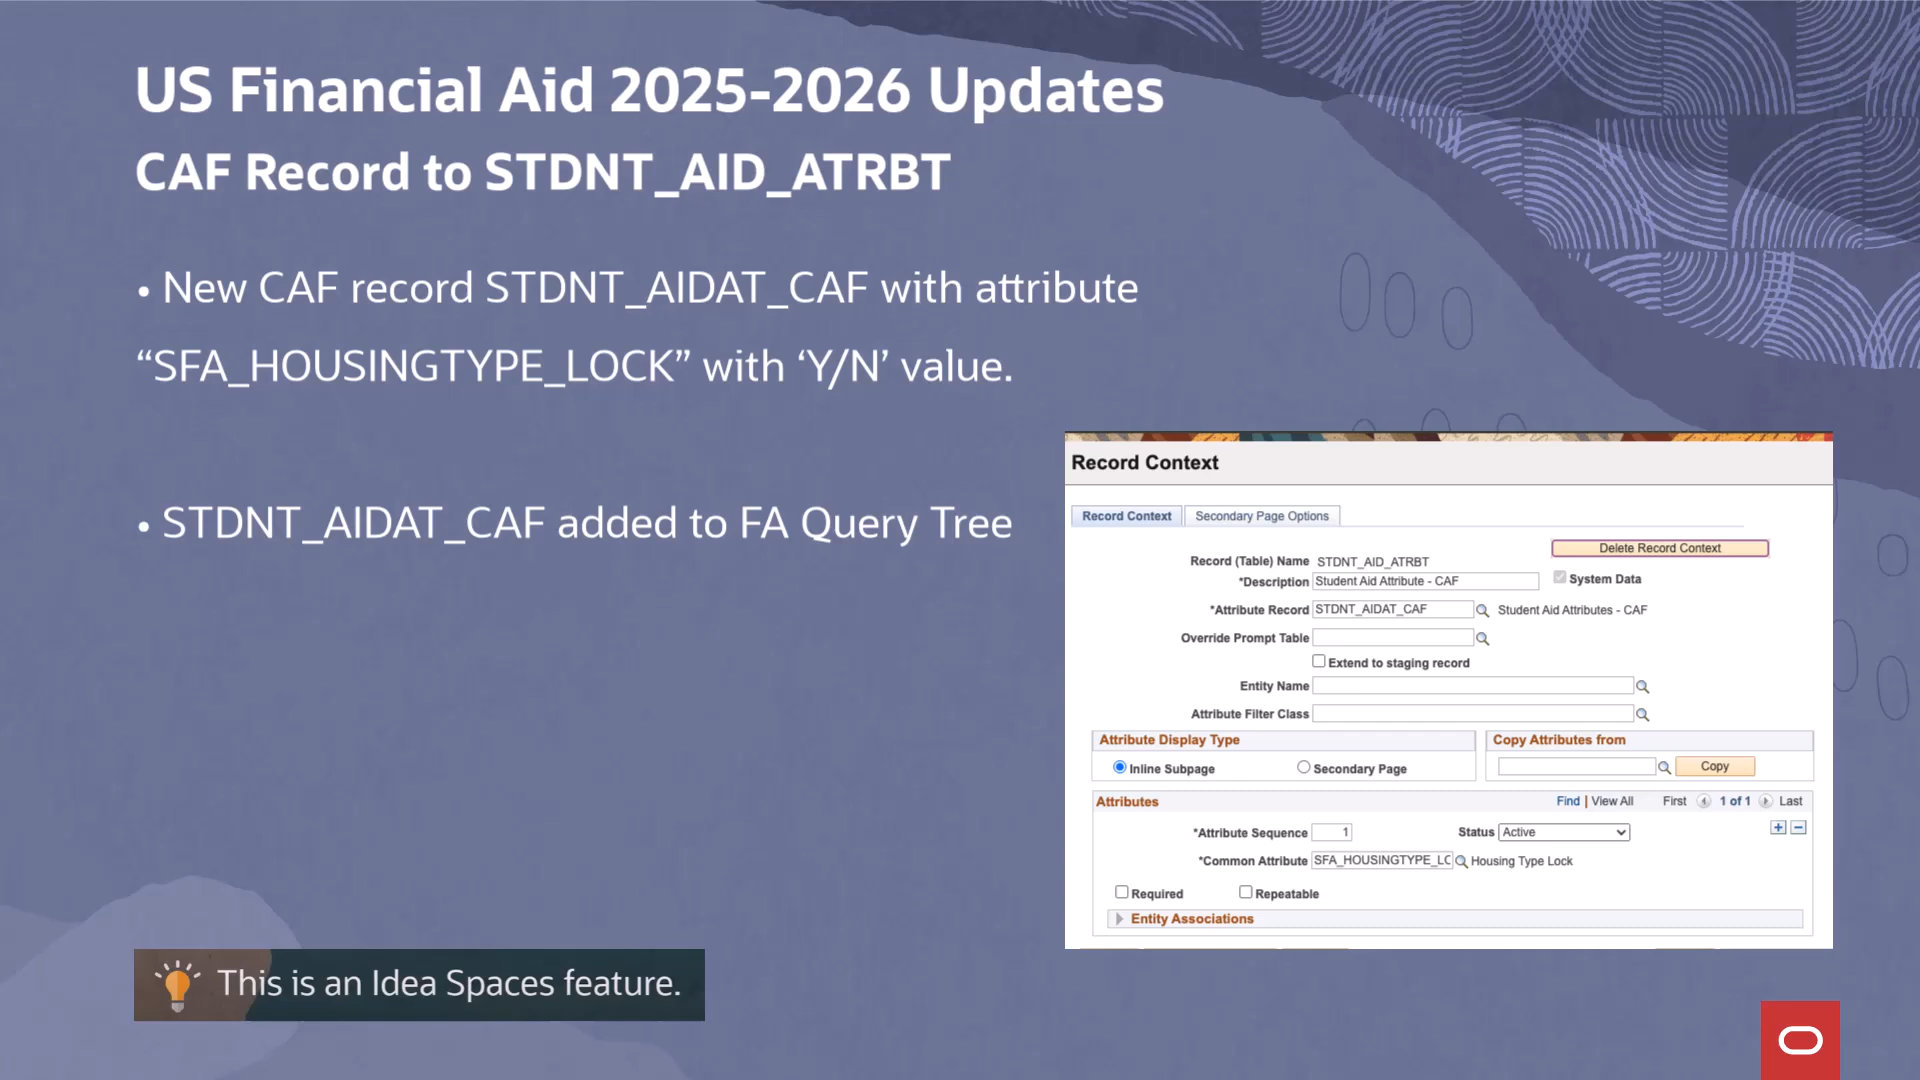 US Financial Aid 2025-2026 Updates
CAF Record to STDNT_AID_ATRBT
• New CAF record STDNT_AIDAT_CAF with attribute
“SFA_HOUSINGTYPE_LOCK” with ‘Y/N’ value.
• STDNT_AIDAT_CAF added to FA Query Tree
Record Context
Record Context Secondary Page Options
Delete Record Context
Record (Table) Name STDNT_AID_ATRBT
*Description Student Aid Attribute - CAF System Data
*Attribute Record STDNT_AIDAT_CAF Student Aid Attributes - CAF
Override Prompt Table
Extend to staging record
Entity Name
Attribute Filter Class
Attribute Display Type Copy Attributes from
Inline Subpage Secondary Page Copy
Attributes Find | View All First 1 of 1 Last
*Attribute Sequence 1 Status Active
*Common Attribute SFA_HOUSINGTYPE_LC Housing Type Lock
Required Repeatable
Entity Associations
This is an Idea Spaces feature.